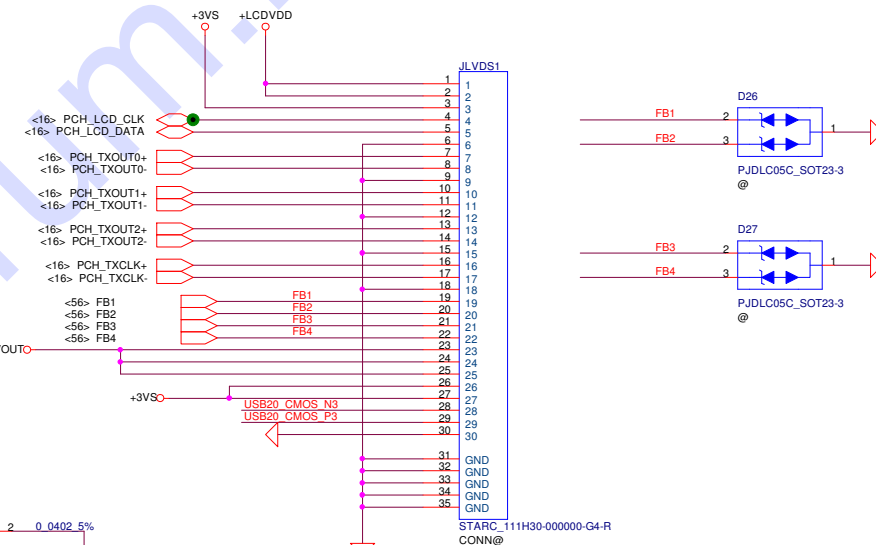 um.
+3VS
+LCDVDD
JLVDS1
1 1
2 2
3 3
<16> PCH_LCD_CLK 4 4
<16> PCH_LCD_DATA 5 5
6 6
<16> PCH_TXOUT0+ 7 7
<16> PCH_TXOUT0- 8 8
9 9
<16> PCH_TXOUT1+ 10 10
<16> PCH_TXOUT1- 11 11
12 12
<16> PCH_TXOUT2+ 13 13
<16> PCH_TXOUT2- 14 14
15 15
<16> PCH_TXCLK+ 16 16
<16> PCH_TXCLK- 17 17
18 18
<56> FB1 FB1 19 19
<56> FB2 FB2 20 20
<56> FB3 FB3 21 21
<56> FB4 FB4 22 22
OUT 23 23
24 24
25 25
26 26
+3VS 27 27
USB20_CMOS_N3 28 28
USB20_CMOS_P3 29 29
30 30
31 GND
32 GND
33 GND
34 GND
35 GND
STARC_111H30-000000-G4-R
CONN@
2 0_0402_5%
D26
FB1 2
1
FB2 3
PJDLC05C_SOT23-3
@
D27
FB3 2
1
FB4 3
PJDLC05C_SOT23-3
@